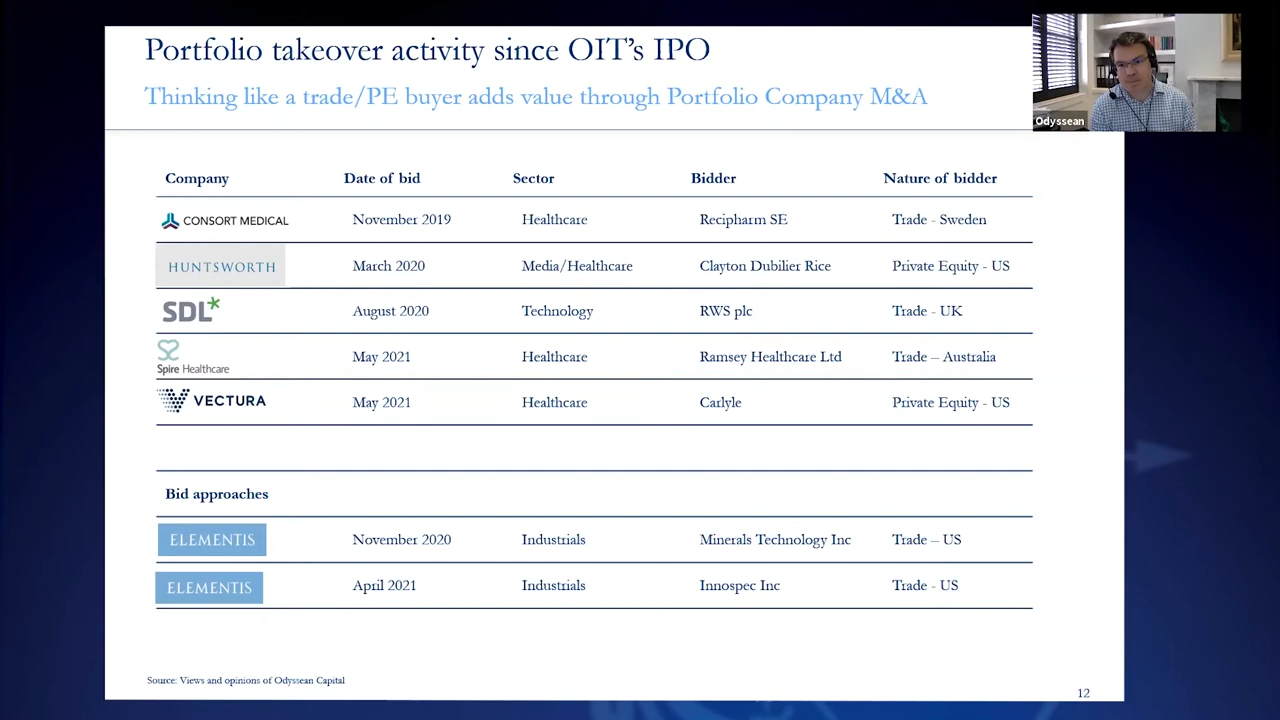 Portfolio takeover activity since OIT's IPO
Thinking like a trade/PE buyer adds value through Portfolio Company M&A
Odyssean
Company Date of bid Sector Bidder Nature of bidder
CONSORT MEDICAL November 2019 Healthcare Recipharm SE Trade - Sweden
HUNTSWORTH March 2020 Media/Healthcare Clayton Dubilier Rice Private Equity - US
SDL* August 2020 Technology RWS plc Trade - UK
Spire Healthcare May 2021 Healthcare Ramsey Healthcare Ltd Trade – Australia
VECTURA May 2021 Healthcare Carlyle Private Equity - US
Bid approaches
ELEMENTIS November 2020 Industrials Minerals Technology Inc Trade – US
ELEMENTIS April 2021 Industrials Innospec Inc Trade - US
Source: Views and opinions of Odyssean Capital
12